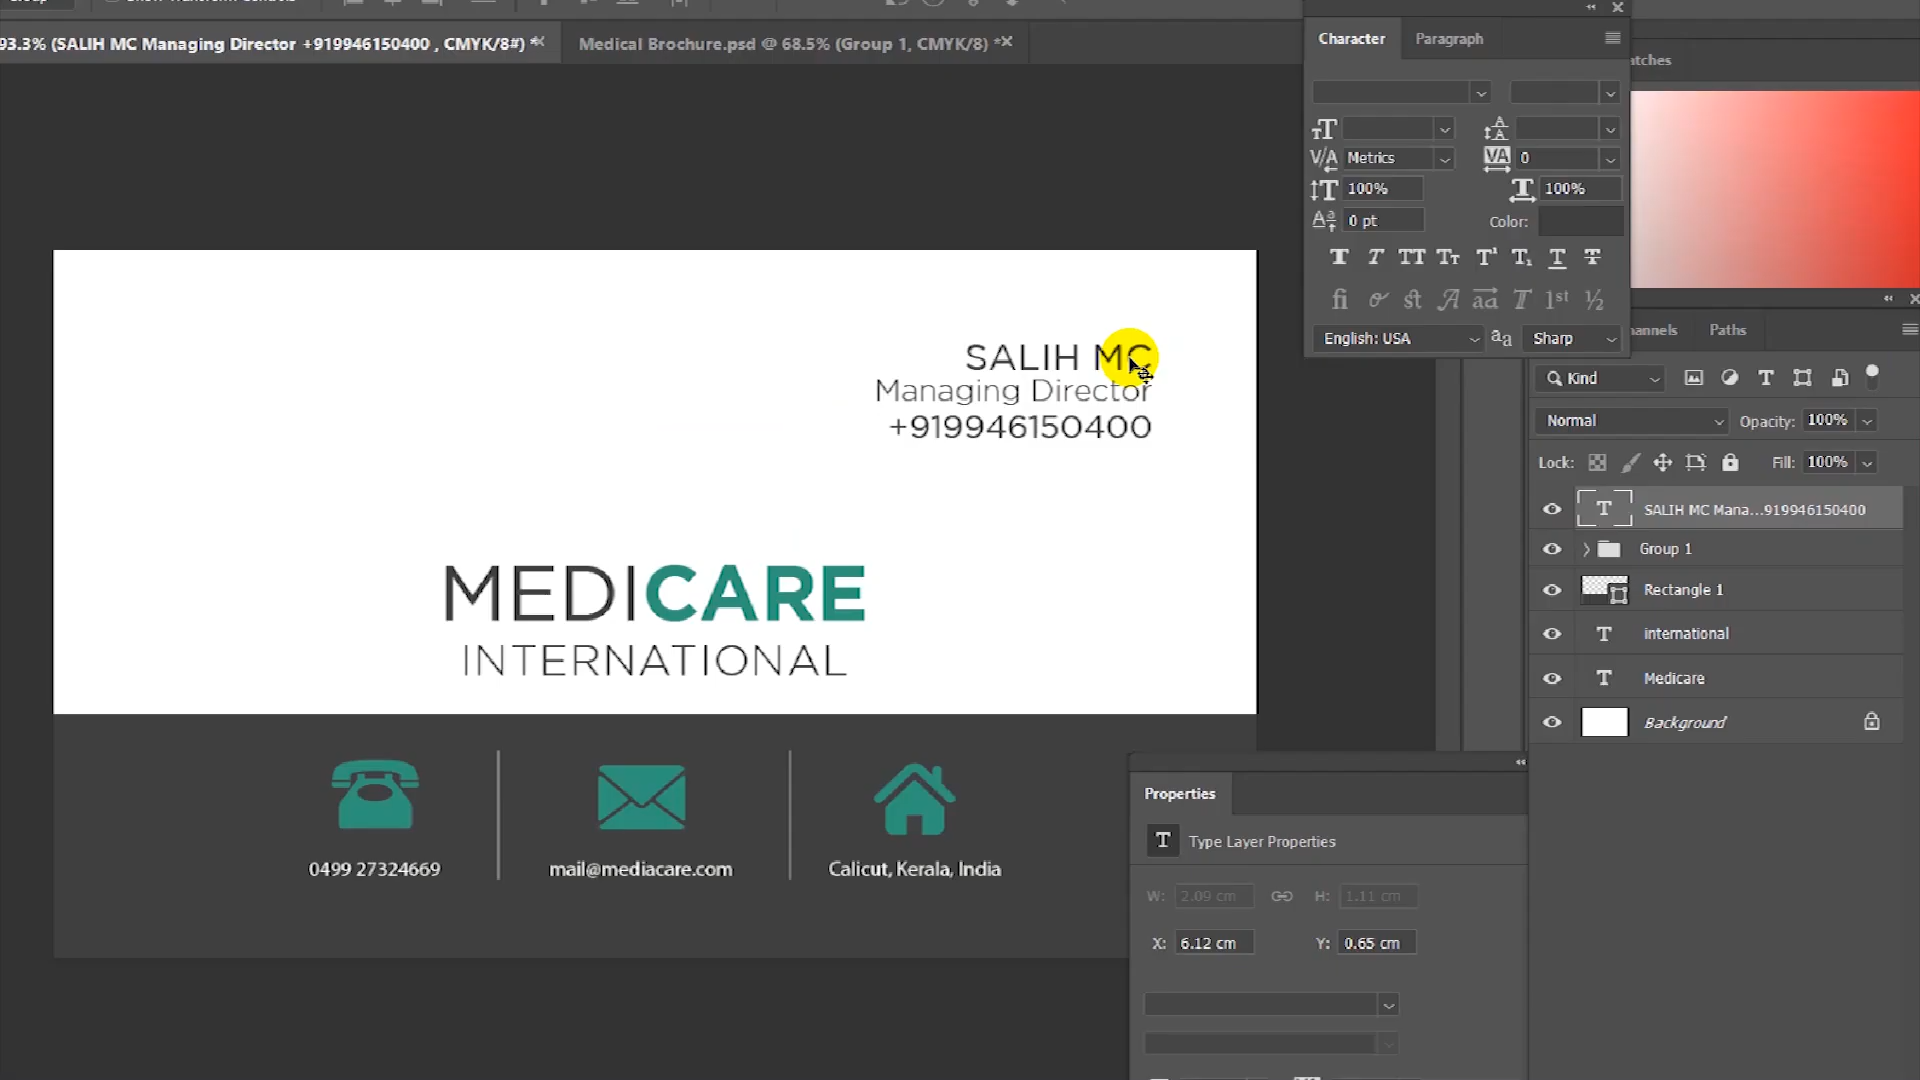 93.3% (SALIH MC Managing Director +919946150400 , CMYK/8#) *
Medical Brochure.psd @ 68.5% (Group 1, CMYK/8) *
Character
Paragraph
Metrics
0
100%
100%
0 pt
Color:
English: USA
Sharp
Paths
Kind
Normal
Opacity: 100%
Lock:
Fill: 100%
SALIH MC Mana...919946150400
Group 1
Rectangle 1
international
Medicare
Background
SALIH MC
Managing Director
+919946150400
MEDICARE
INTERNATIONAL
0499 27324669
mail@mediacare.com
Calicut, Kerala, India
Properties
Type Layer Properties
W: 2.09 cm
H: 1.11 cm
X: 6.12 cm
Y: 0.65 cm